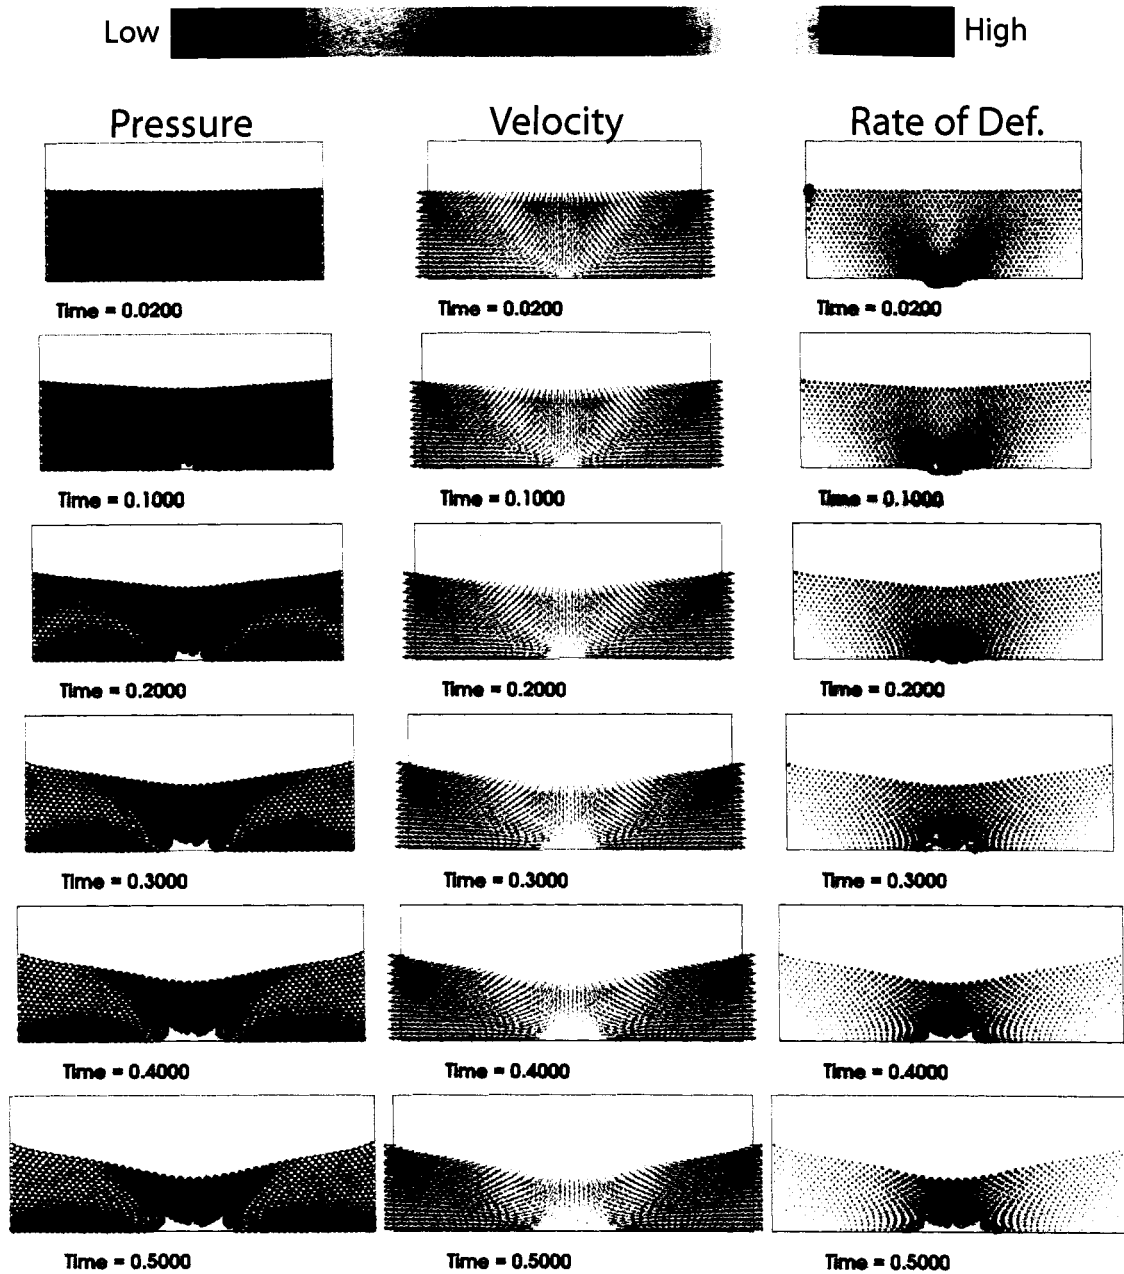 Low High
Pressure Velocity Rate of Def.
Time = 0.0200 Time = 0.0200 Time = 0.0200
Time = 0.1000 Time = 0.1000 Time = 0.1000
Time = 0.2000 Time = 0.2000 Time = 0.2000
Time = 0.3000 Time = 0.3000 Time = 0.3000
Time = 0.4000 Time = 0.4000 Time = 0.4000
Time = 0.5000 Time = 0.5000 Time = 0.5000